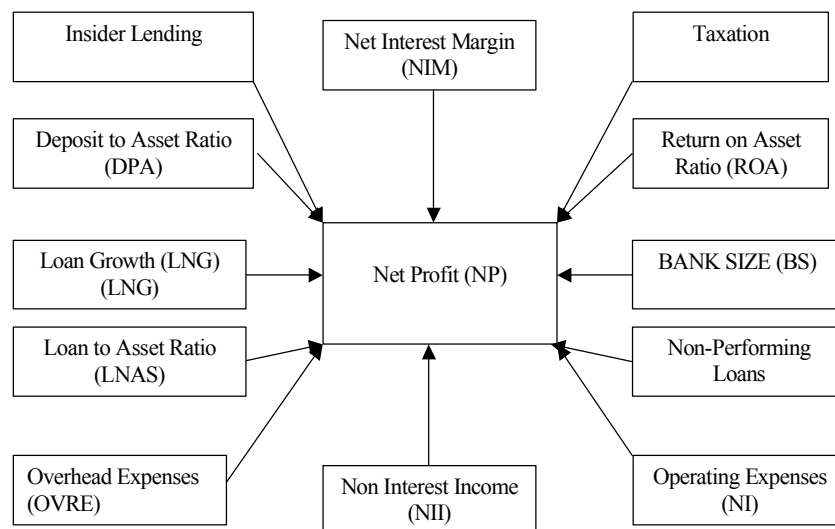 Insider Lending
Net Interest Margin
(NIM)
Taxation
Deposit to Asset Ratio
(DPA)
Return on Asset
Ratio (ROA)
Loan Growth (LNG)
(LNG)
Net Profit (NP)
BANK SIZE (BS)
Loan to Asset Ratio
(LNAS)
Non-Performing
Loans
Overhead Expenses
(OVRE)
Non Interest Income
(NII)
Operating Expenses
(NI)